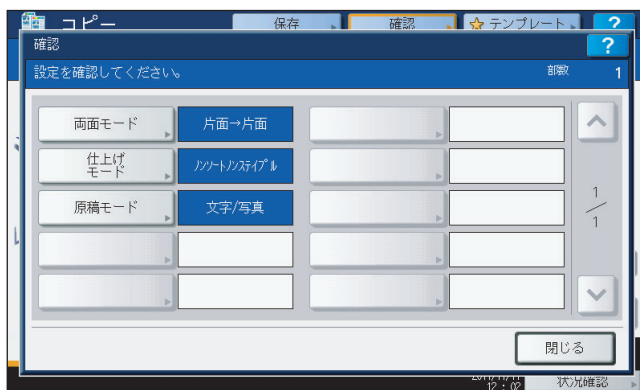 コピー
保存
確認
テンプレート
?
確認
?
設定を確認してください。
部数 1
両面モード
片面→片面
仕上げ
モード
ﾉﾝｿｰﾄﾉﾝｽﾃｲﾌﾟﾙ
原稿モード
文字/写真
1
1
閉じる
12:02
状況確認